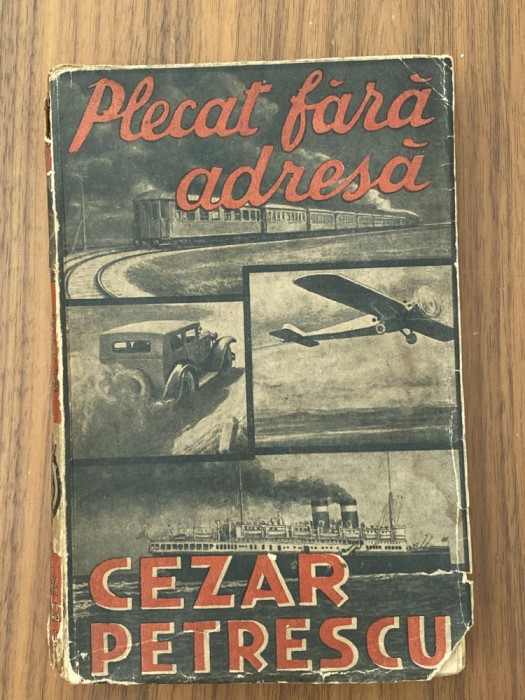 Plecat fără
adresă
CEZAR
PETRESCU